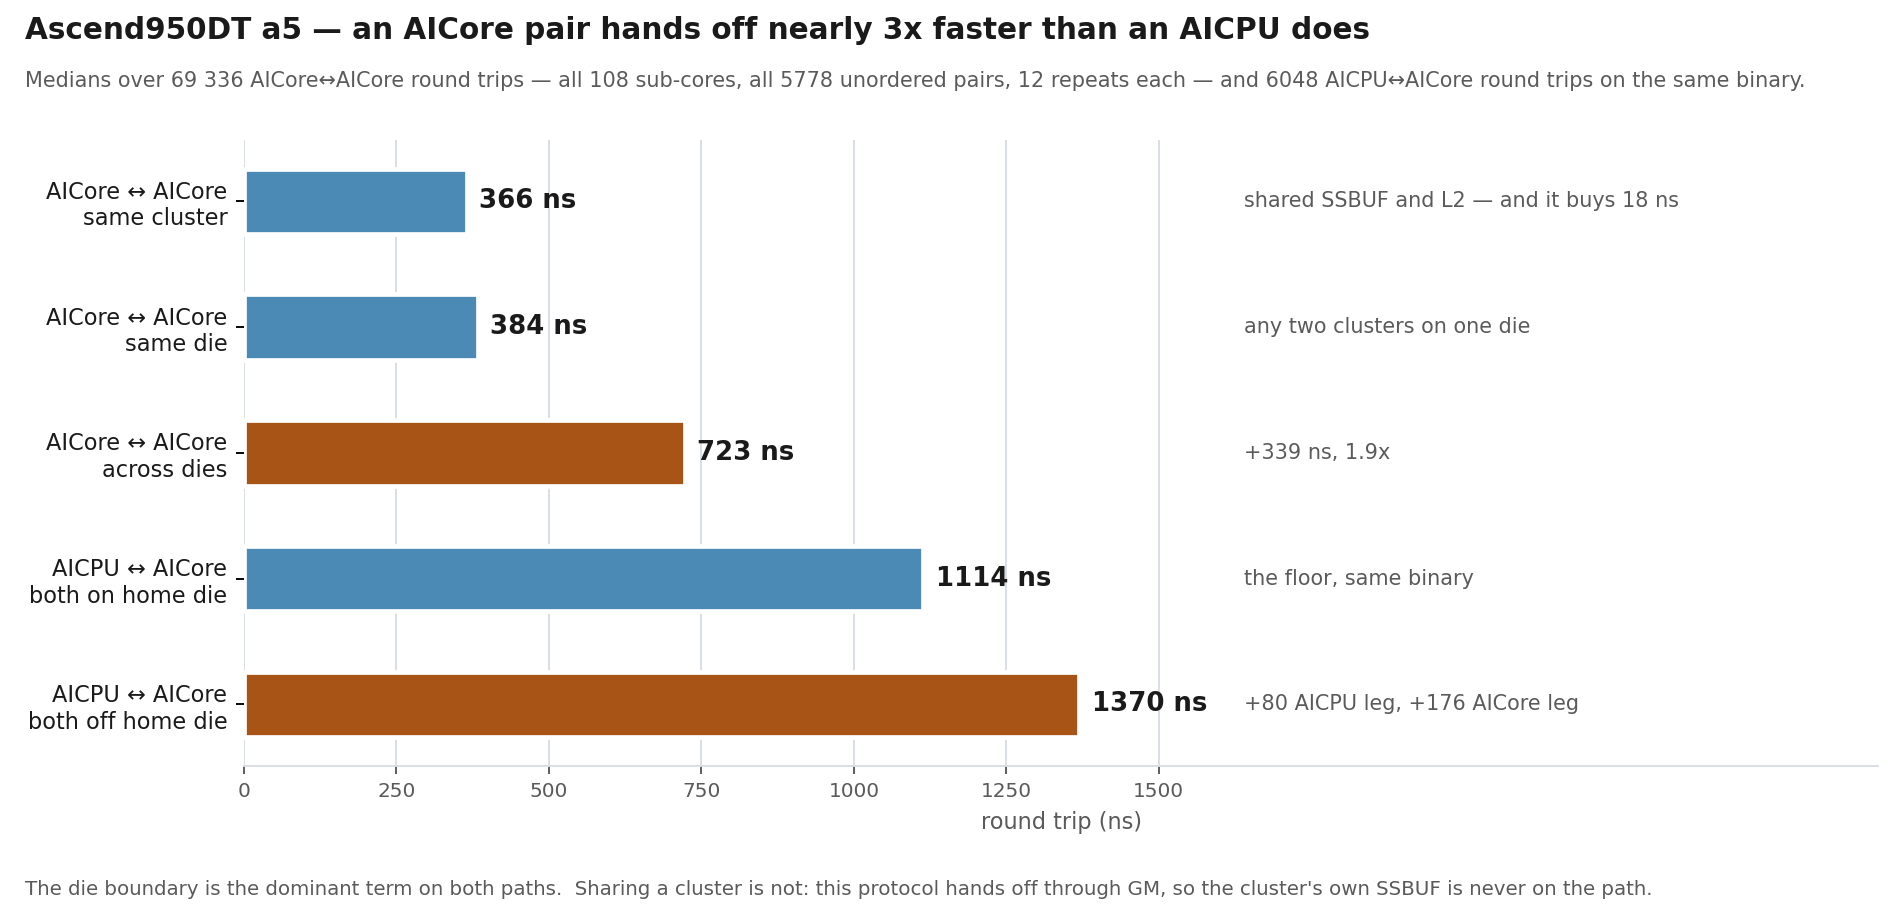 Ascend950DT a5 — an AICore pair hands off nearly 3x faster than an AICPU does
Medians over 69 336 AICore↔AICore round trips — all 108 sub-cores, all 5778 unordered pairs, 12 repeats each — and 6048 AICPU↔AICore round trips on the same binary.
AICore ↔ AICore
same cluster
366 ns
shared SSBUF and L2 — and it buys 18 ns
AICore ↔ AICore
same die
384 ns
any two clusters on one die
AICore ↔ AICore
across dies
723 ns
+339 ns, 1.9x
AICPU ↔ AICore
both on home die
1114 ns
the floor, same binary
AICPU ↔ AICore
both off home die
1370 ns
+80 AICPU leg, +176 AICore leg
0 250 500 750 1000 1250 1500
round trip (ns)
The die boundary is the dominant term on both paths.  Sharing a cluster is not: this protocol hands off through GM, so the cluster's own SSBUF is never on the path.